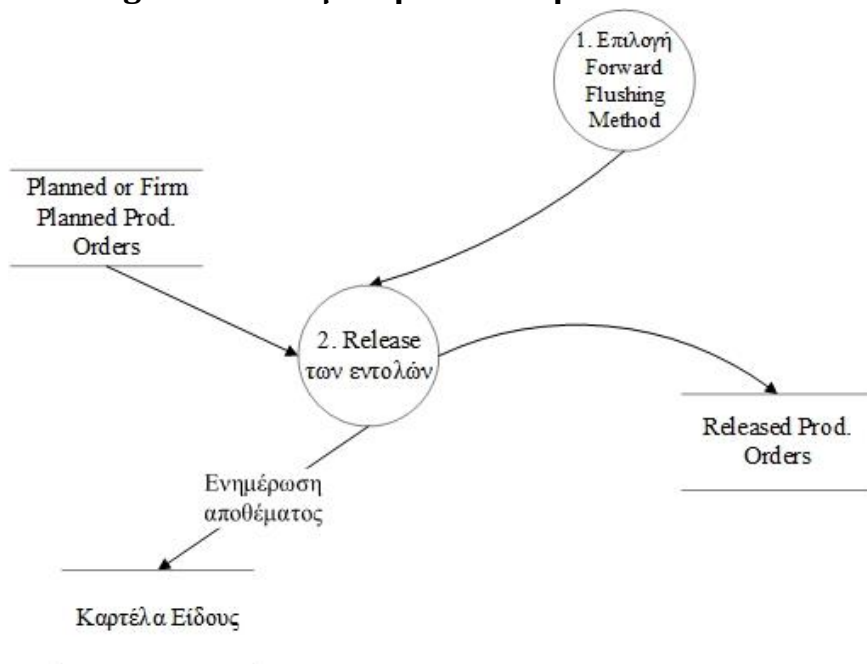 1. Επιλογή
Forward
Flushing
Method
Planned or Firm
Planned Prod.
Orders
2. Release
των εντολών
Released Prod.
Orders
Ενημέρωση
αποθέματος
Καρτέλα Είδους